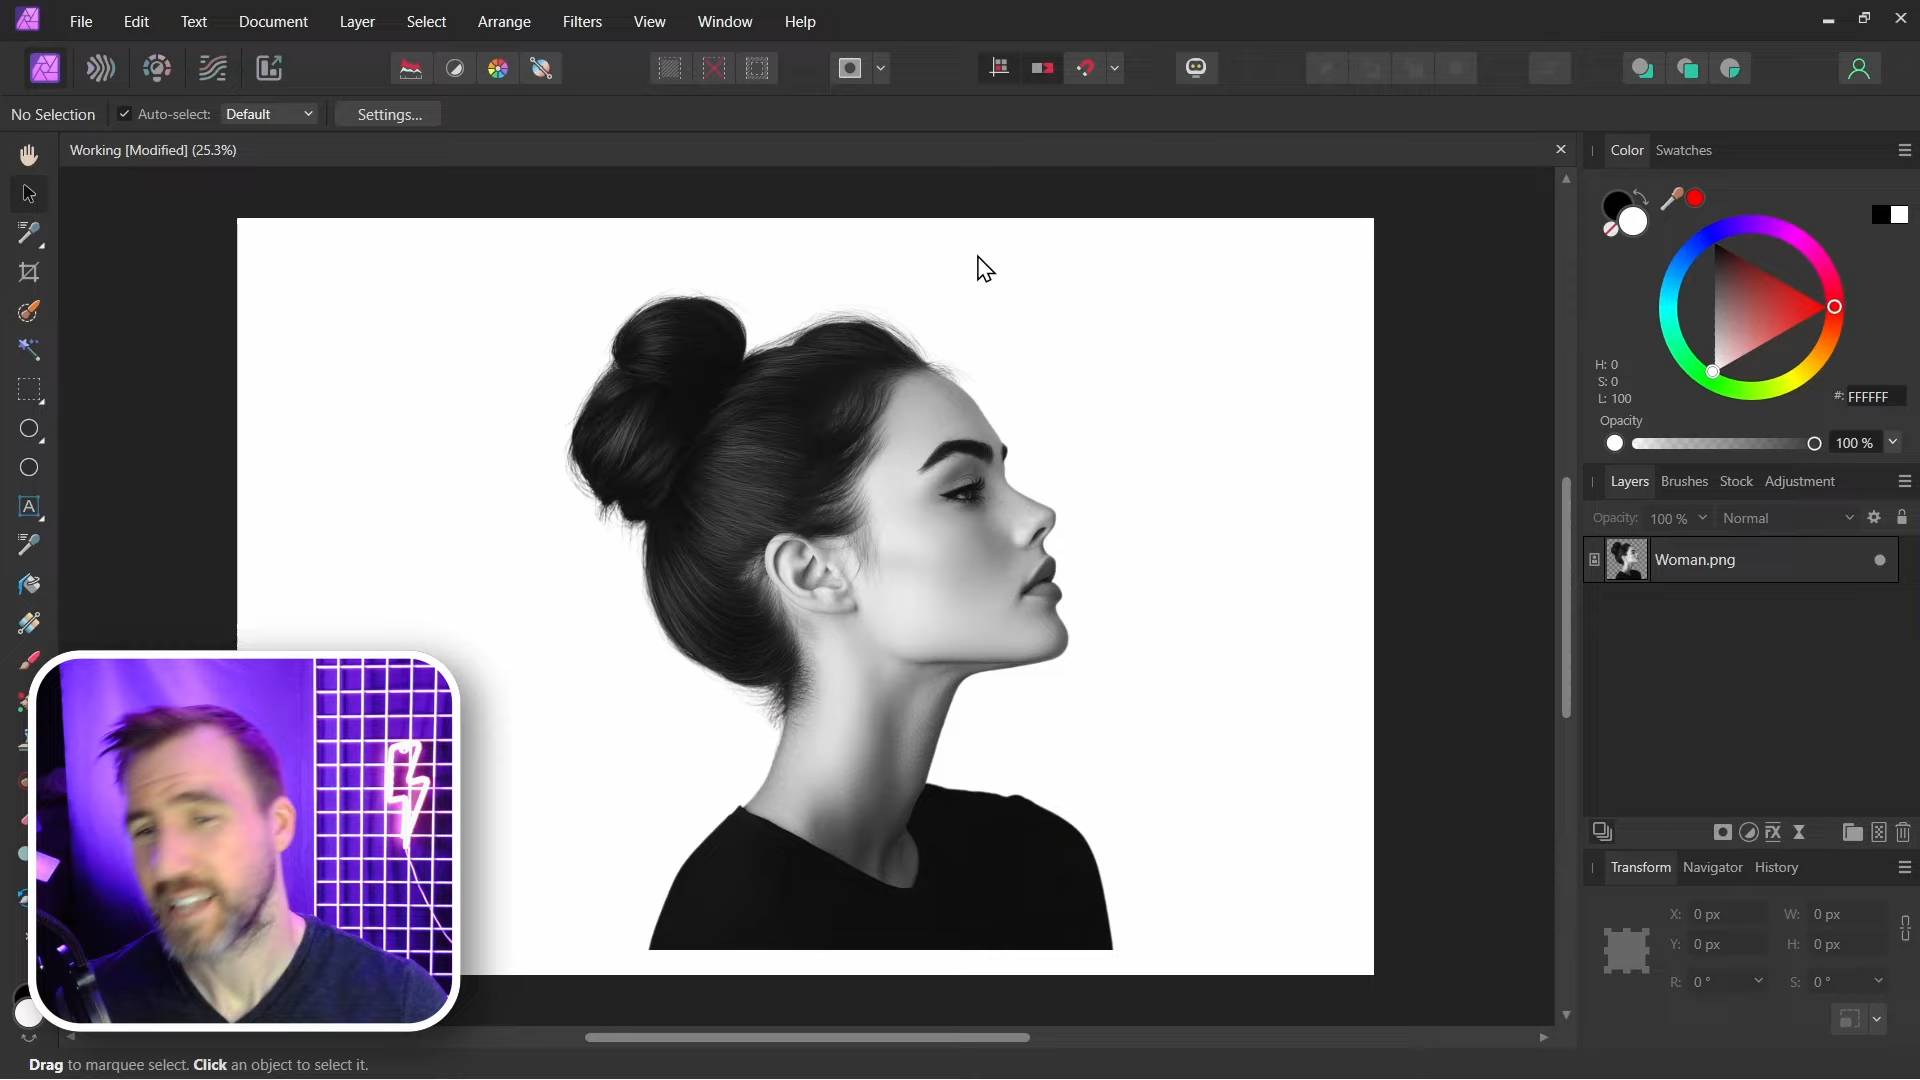 File Edit Text Document Layer Select Arrange Filters View Window Help
No Selection Auto-select: Default Settings...
Working [Modified] (25.3%)
Color Swatches
H: 0
S: 0
L: 100
#: FFFFFF
Opacity
100 %
Layers Brushes Stock Adjustment
Opacity: 100 % Normal
Woman.png
Transform Navigator History
X: 0 px W: 0 px
Y: 0 px H: 0 px
R: 0 ° S: 0 °
Drag to marquee select. Click an object to select it.